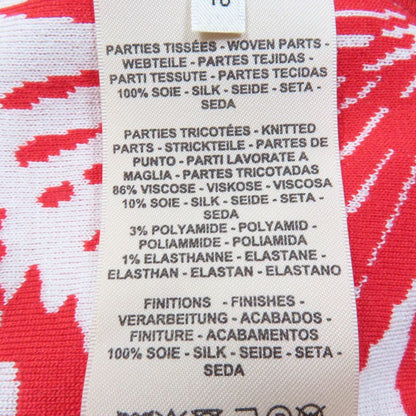 PARTIES TISSÉES - WOVEN PARTS -
WEBTEILE - PARTES TEJIDAS -
PARTI TESSUTE - PARTES TECIDAS
100% SOIE - SILK - SEIDE - SETA -
SEDA
PARTIES TRICOTÉES - KNITTED
PARTS - STRICKTEILE - PARTES DE
PUNTO - PARTI LAVORATE A
MAGLIA - PARTES TRICOTADAS
86% VISCOSE - VISKOSE - VISCOSA
10% SOIE - SILK - SEIDE - SETA -
SEDA
3% POLYAMIDE - POLYAMID -
POLIAMMIDE - POLIAMIDA
1% ELASTHANNE - ELASTANE -
ELASTHAN - ELASTAN - ELASTANO
FINITIONS - FINISHES -
VERARBEITUNG - ACABADOS -
FINITURE - ACABAMENTOS
100% SOIE - SILK - SEIDE - SETA -
SEDA